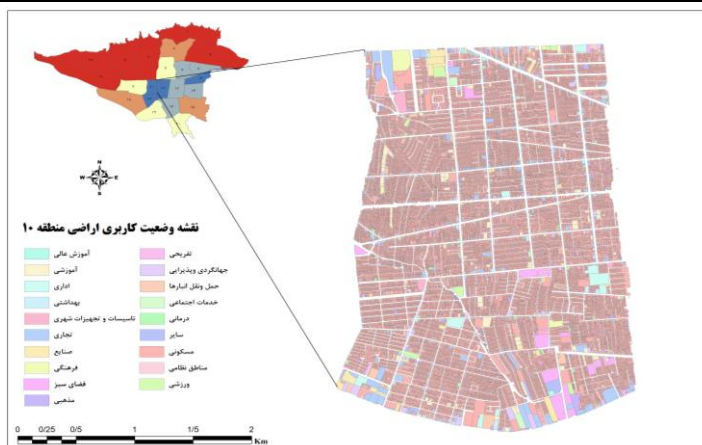 N
W
E
S
نقشه وضعیت کاربری اراضی منطقه ۱۰
آموزش عالی
آموزشی
اداری
بهداشتی
تاسیسات و تجهیزات شهری
تجاری
صنایع
فرهنگی
فضای سبز
مذهبی
تفریحی
جهانگردی وپذیرایی
حمل ونقل انبارها
خدمات اجتماعی
درمانی
سایر
مسکونی
مناطق نظامی
ورزشی
0 0/25 0/5 1 1/5 2
Km